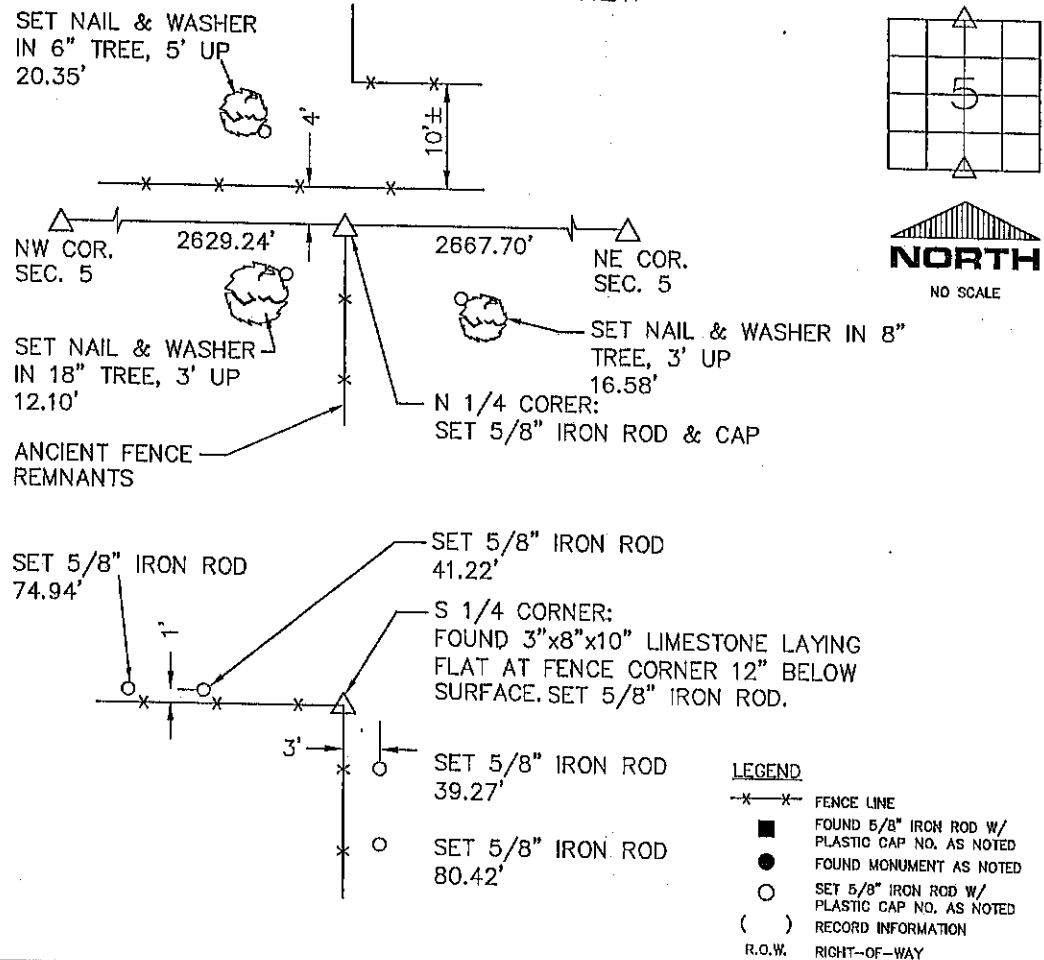 SET NAIL & WASHER
IN 6" TREE, 5' UP
20.35'
4'
10'±
5
NORTH
NO SCALE
NW COR.
SEC. 5
2629.24'
2667.70'
NE COR.
SEC. 5
SET NAIL & WASHER
IN 18" TREE, 3' UP
12.10'
SET NAIL & WASHER IN 8"
TREE, 3' UP
16.58'
N 1/4 CORER:
SET 5/8" IRON ROD & CAP
ANCIENT FENCE
REMNANTS
SET 5/8" IRON ROD
74.94'
SET 5/8" IRON ROD
41.22'
1'
S 1/4 CORNER:
FOUND 3"x8"x10" LIMESTONE LAYING
FLAT AT FENCE CORNER 12" BELOW
SURFACE. SET 5/8" IRON ROD.
3'
SET 5/8" IRON ROD
39.27'
SET 5/8" IRON ROD
80.42'
LEGEND
FENCE LINE
FOUND 5/8" IRON ROD W/
PLASTIC CAP NO. AS NOTED
FOUND MONUMENT AS NOTED
SET 5/8" IRON ROD W/
PLASTIC CAP NO. AS NOTED
( ) RECORD INFORMATION
R.O.W. RIGHT-OF-WAY